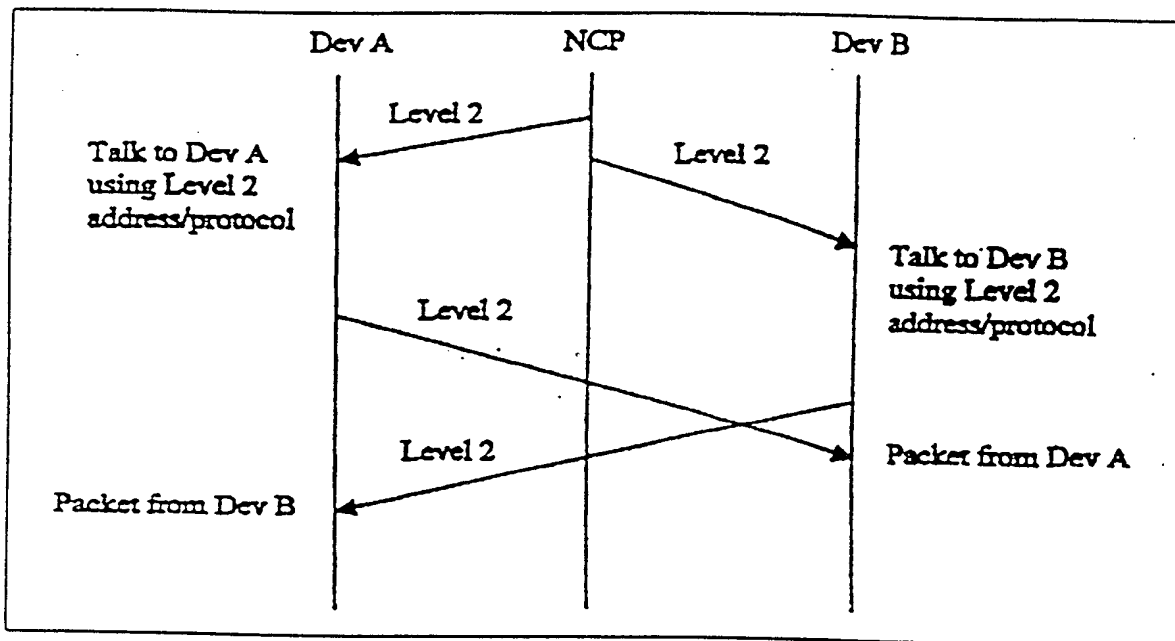 Dev A
NCP
Dev B
Level 2
Level 2
Talk to Dev A
using Level 2
address/protocol
Talk to Dev B
using Level 2
address/protocol
Level 2
Level 2
Packet from Dev A
Packet from Dev B